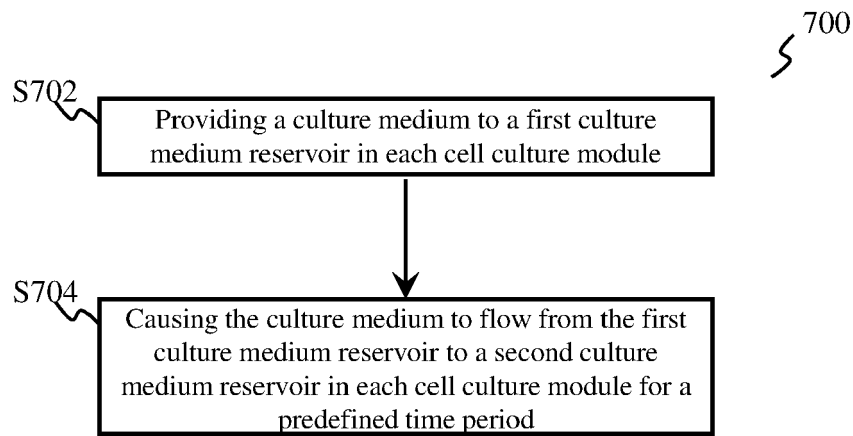 700
S702
Providing a culture medium to a first culture
medium reservoir in each cell culture module
S704
Causing the culture medium to flow from the first
culture medium reservoir to a second culture
medium reservoir in each cell culture module for a
predefined time period